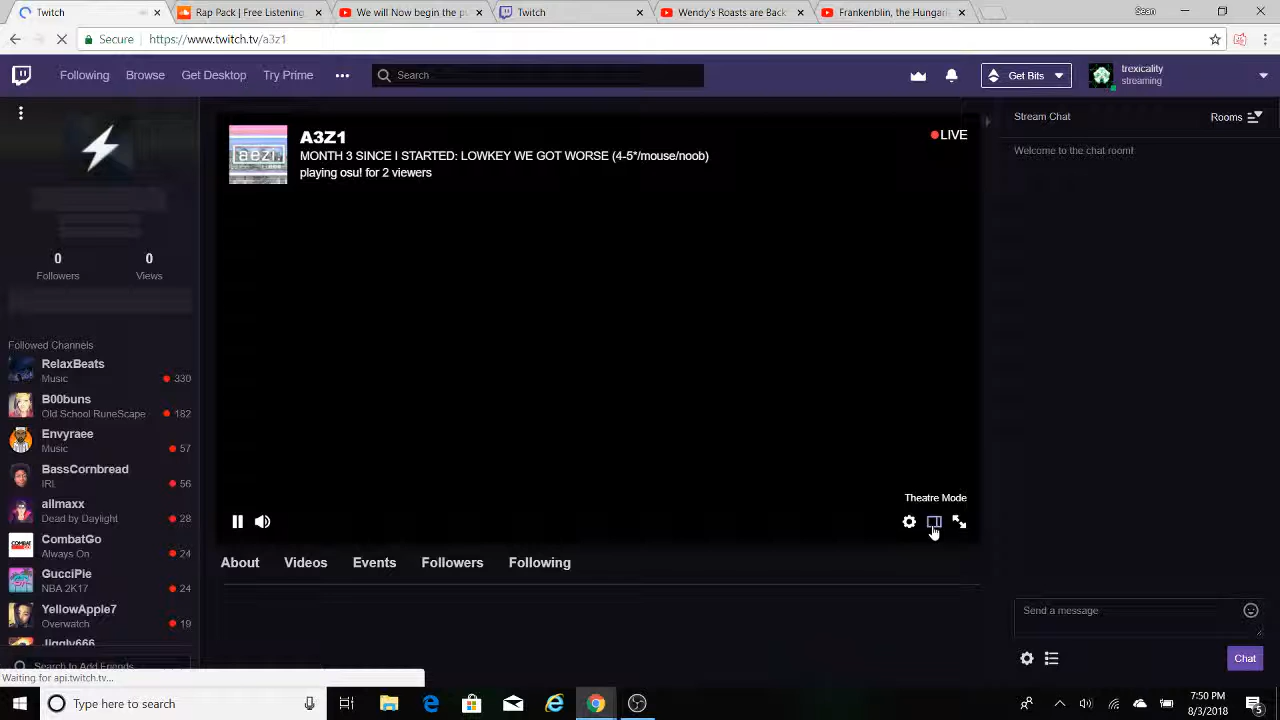 Twitch
Rap Pack | Free Listening
We will Now begin the p
Twitch
Wendy's Roasts are Back
Frankenbin, the Hungar
Sean
Secure
https://www.twitch.tv/a3z1
Following
Browse
Get Desktop
Try Prime
Search
Get Bits
trexicality
streaming
aezi.
A3Z1
LIVE
MONTH 3 SINCE I STARTED: LOWKEY WE GOT WORSE (4-5*/mouse/
playing osu! for 2 viewers
Stream Chat
Rooms
Welcome to the chat room!
0
Followers
0
Views
Followed Channels
RelaxBeats
Music
330
B00buns
Old School RuneScape
182
Envyraee
Music
57
BassCornbread
IRL
56
allmaxx
Dead by Daylight
28
CombatGo
Always On
24
GucciPie
NBA 2K17
24
YellowApple7
Overwatch
19
Jiggly666
Search to Add Friends
Theatre Mode
About
Videos
Events
Followers
Following
Send a message
Chat
Waiting for api.twitch.tv...
Type here to search
7:50 PM
8/3/2018
5